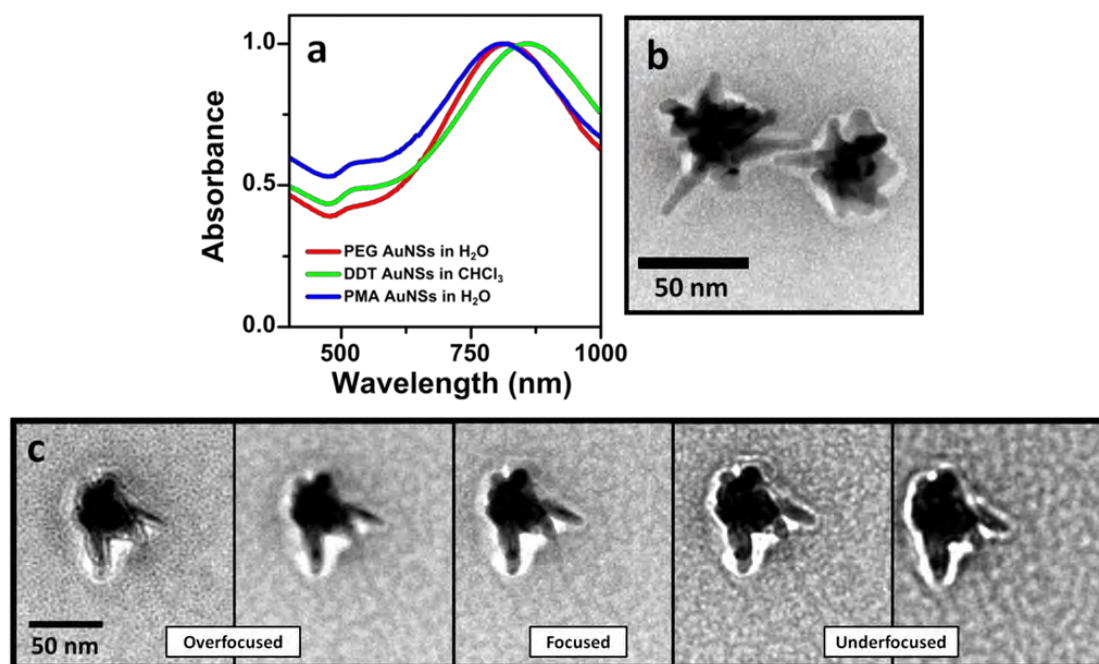 a
1.0
0.5
0.0
Absorbance
PEG AuNSs in H₂O
DDT AuNSs in CHCl₃
PMA AuNSs in H₂O
500
750
1000
Wavelength (nm)
b
50 nm
c
50 nm
Overfocused
Focused
Underfocused